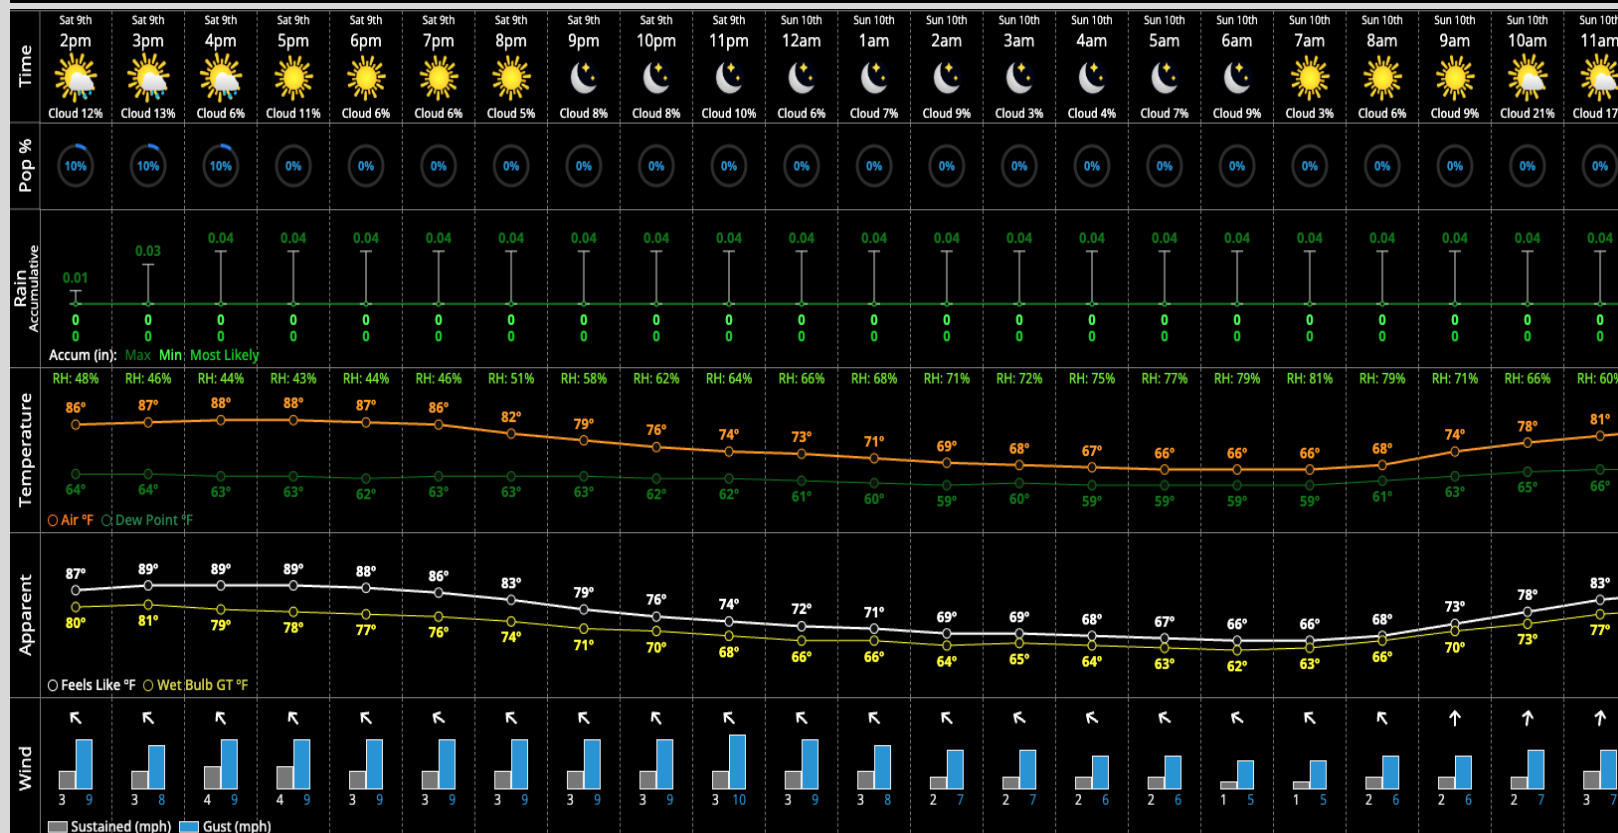 Sat 9th Sat 9th Sat 9th Sat 9th Sat 9th Sat 9th Sat 9th Sat 9th Sat 9th Sat 9th Sun 10th Sun 10th Sun 10th Sun 10th Sun 10th Sun 10th Sun 10th Sun 10th Sun 10th Sun 10th Sun 10th Sun 10th
Time 2pm 3pm 4pm 5pm 6pm 7pm 8pm 9pm 10pm 11pm 12am 1am 2am 3am 4am 5am 6am 7am 8am 9am 10am 11am
Cloud 12% Cloud 13% Cloud 6% Cloud 11% Cloud 6% Cloud 6% Cloud 5% Cloud 8% Cloud 8% Cloud 10% Cloud 6% Cloud 7% Cloud 9% Cloud 3% Cloud 4% Cloud 7% Cloud 9% Cloud 3% Cloud 6% Cloud 9% Cloud 21% Cloud 17
Pop % 10% 10% 10% 0% 0% 0% 0% 0% 0% 0% 0% 0% 0% 0% 0% 0% 0% 0% 0% 0% 0% 0%
Rain Accumulative
0.01 0.03 0.04 0.04 0.04 0.04 0.04 0.04 0.04 0.04 0.04 0.04 0.04 0.04 0.04 0.04 0.04 0.04 0.04 0.04 0.04 0.04
0 0 0 0 0 0 0 0 0 0 0 0 0 0 0 0 0 0 0 0 0 0
0 0 0 0 0 0 0 0 0 0 0 0 0 0 0 0 0 0 0 0 0 0
Accum (in): Max Min Most Likely
RH: 48% RH: 46% RH: 44% RH: 43% RH: 44% RH: 46% RH: 51% RH: 58% RH: 62% RH: 64% RH: 66% RH: 68% RH: 71% RH: 72% RH: 75% RH: 77% RH: 79% RH: 81% RH: 79% RH: 71% RH: 66% RH: 60%
Temperature
86° 87° 88° 88° 87° 86° 82° 79° 76° 74° 73° 71° 69° 68° 67° 66° 66° 66° 68° 74° 78° 81°
64° 64° 63° 63° 62° 63° 63° 63° 62° 62° 61° 60° 59° 60° 59° 59° 59° 59° 61° 63° 65° 66°
Air °F Dew Point °F
Apparent
87° 89° 89° 89° 88° 86° 83° 79° 76° 74° 72° 71° 69° 69° 68° 67° 66° 66° 68° 73° 78° 83°
80° 81° 79° 78° 77° 76° 74° 71° 70° 68° 66° 66° 64° 65° 64° 63° 62° 63° 66° 70° 73° 77°
Feels Like °F Wet Bulb GT °F
Wind
3 9 3 8 4 9 4 9 3 9 3 9 3 9 3 9 3 9 3 10 3 9 3 8 2 7 2 7 2 6 2 6 1 5 1 5 2 6 2 6 2 7 3 7
Sustained (mph) Gust (mph)